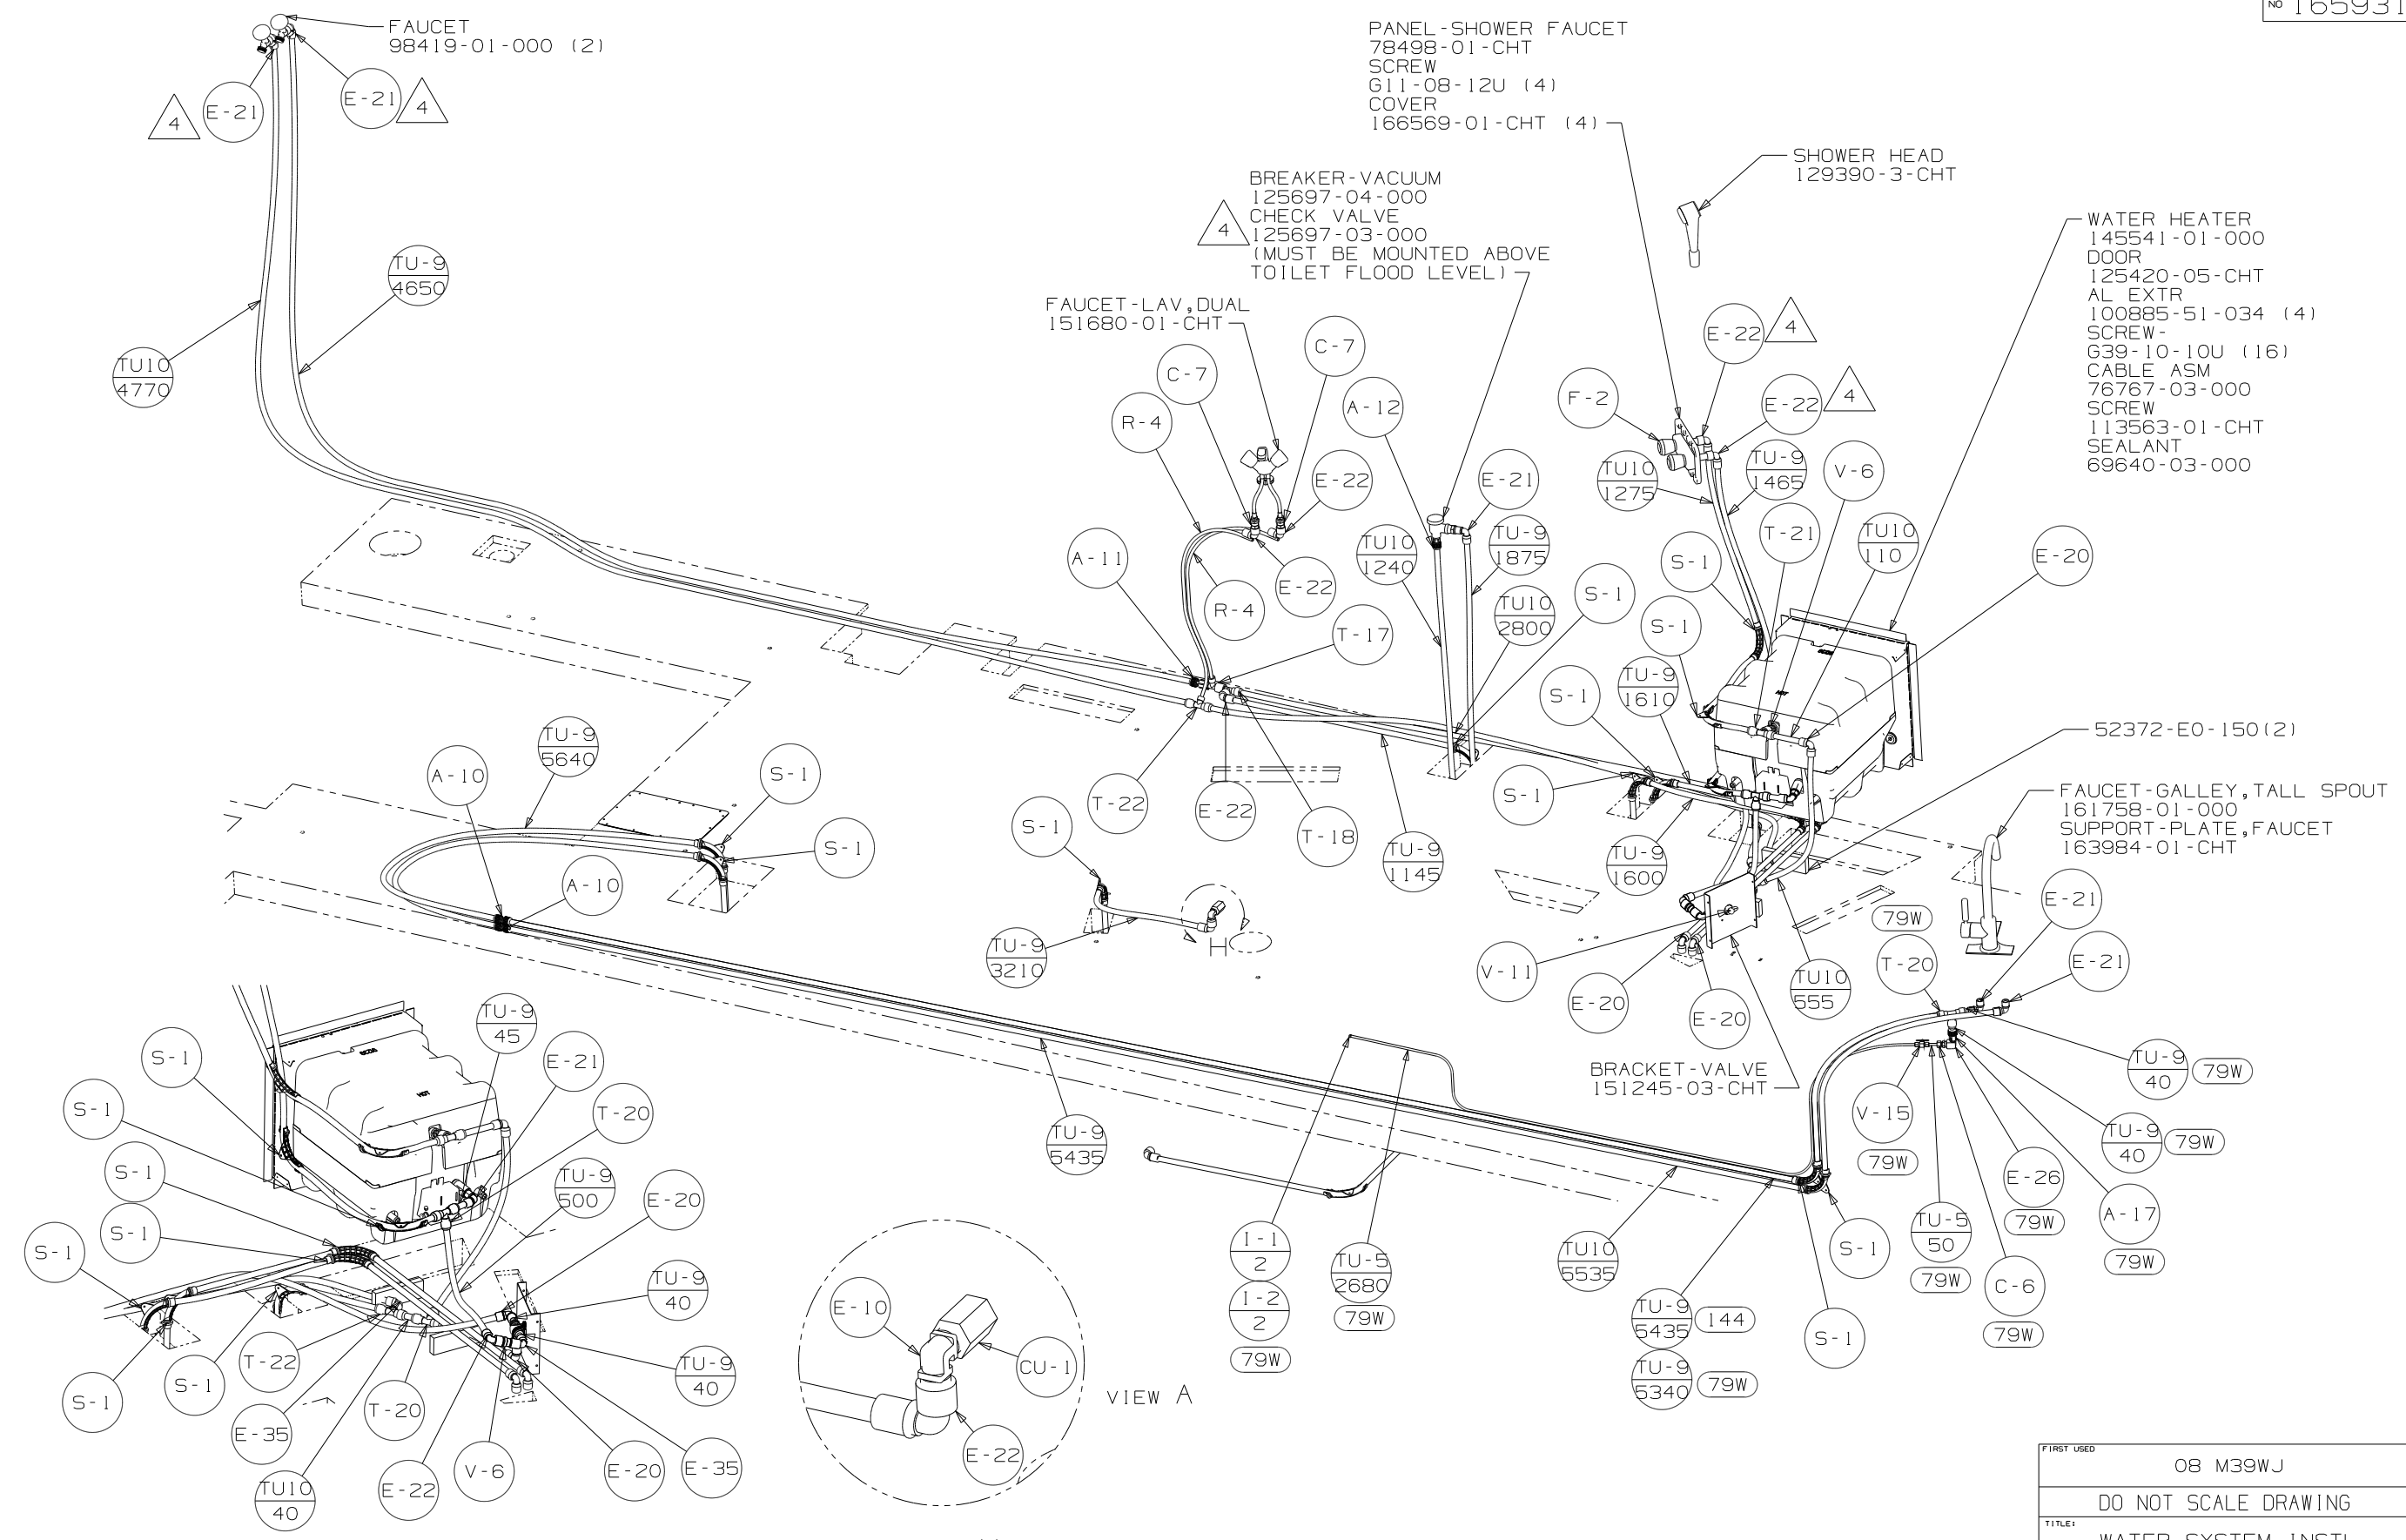 NO 165931
FAUCET
98419-01-000 (2)
E-21
4
E-21
4
TU-9
4650
TU10
4770
PANEL-SHOWER FAUCET
78498-01-CHT
SCREW
G11-08-12U (4)
COVER
166569-01-CHT (4)
SHOWER HEAD
129390-3-CHT
BREAKER-VACUUM
125697-04-000
CHECK VALVE
125697-03-000
(MUST BE MOUNTED ABOVE
TOILET FLOOD LEVEL)
4
FAUCET-LAV,DUAL
151680-01-CHT
WATER HEATER
145541-01-000
DOOR
125420-05-CHT
AL EXTR
100885-51-034 (4)
SCREW-
G39-10-10U (16)
CABLE ASM
76767-03-000
SCREW
113563-01-CHT
SEALANT
69640-03-000
C-7
C-7
R-4
A-12
E-22
E-21
A-11
R-4
E-22
TU10
1240
TU-9
1875
TU10
2800
S-1
T-17
T-22
E-22
T-18
TU-9
1145
E-22
4
E-22
4
F-2
TU10
1275
TU-9
1465
V-6
T-21
TU10
110
E-20
S-1
S-1
TU-9
1610
S-1
S-1
TU-9
1600
HOT
52372-E0-150(2)
FAUCET-GALLEY,TALL SPOUT
161758-01-000
SUPPORT-PLATE,FAUCET
163984-01-CHT
TU-9
5640
A-10
S-1
S-1
A-10
S-1
TU-9
3210
H
V-11
E-20
E-20
TU10
555
BRACKET-VALVE
151245-03-CHT
79W
T-20
E-21
E-21
TU-9
40
79W
V-15
79W
TU-9
40
79W
E-26
79W
A-17
79W
TU-5
50
79W
C-6
79W
S-1
S-1
TU-9
45
E-21
S-1
HOT
S-1
T-20
S-1
TU-9
500
E-20
S-1
S-1
TU-9
40
TU-9
40
T-22
S-1
S-1
E-35
T-20
TU10
40
E-22
V-6
E-20
E-35
TU-9
5435
E-10
CU-1
E-22
VIEW A
1-1
2
1-2
2
79W
TU-5
2680
79W
TU10
5535
TU-9
5435
144
TU-9
5340
79W
FIRST USED
08 M39WJ
DO NOT SCALE DRAWING
TITLE:
WATER SYSTEM INSTL